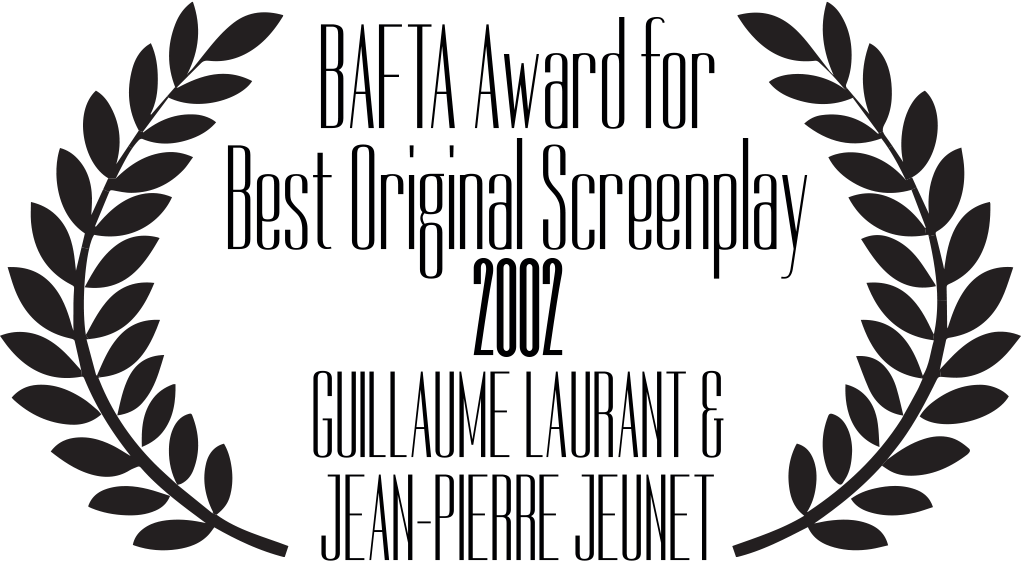 BAFTA Award for
Best Original Screenplay
2002
GUILLAUME LAURANT &
JEAN-PIERRE JEUNET